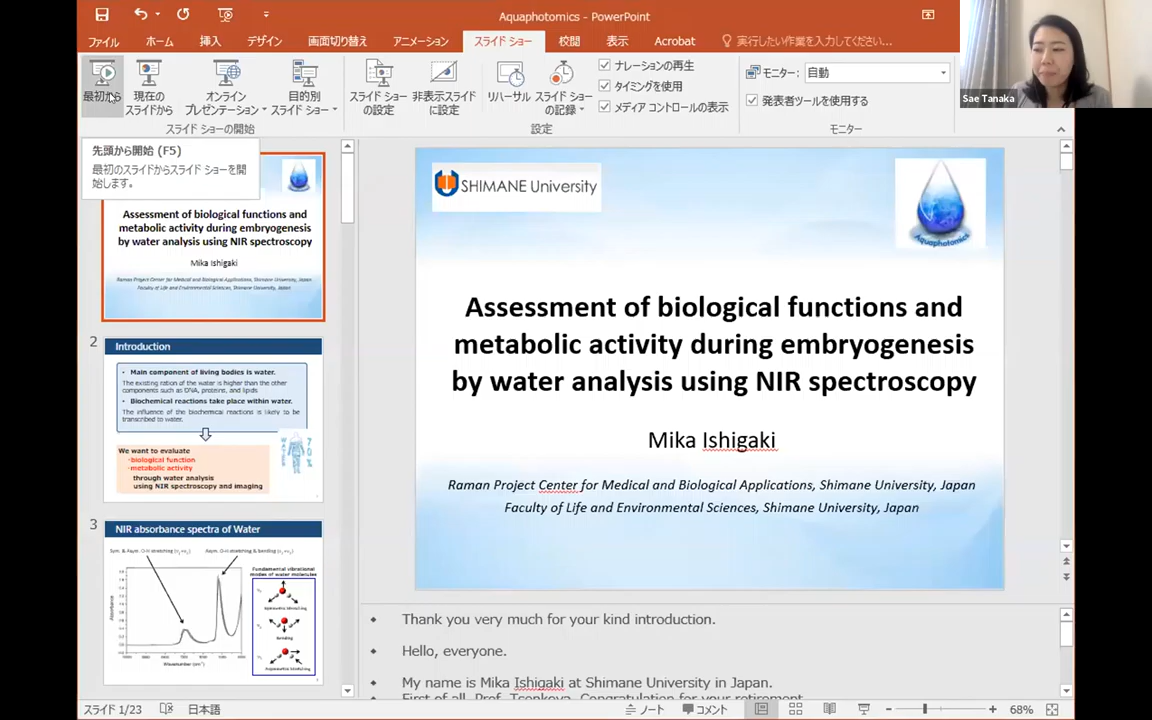 Aquaphotomics - PowerPoint
ファイル ホーム 挿入 デザイン 画面切り替え アニメーション スライド ショー 校閲 表示 Acrobat 実行したい作業を入力してください...
最初から
現在の
スライドから
オンライン
プレゼンテーション
目的別
スライド ショー
スライド ショー
の設定
非表示スライド
に設定
リハーサル
スライド ショー
の記録
ナレーションの再生
タイミングを使用
メディア コントロールの表示
モニター: 自動
発表者ツールを使用する
スライド ショーの開始
設定
モニター
Sae Tanaka
先頭から開始 (F5)
最初のスライドからスライド ショーを開
始します。
Assessment of biological functions and
metabolic activity during embryogenesis
by water analysis using NIR spectroscopy
Mika Ishigaki
Raman Project Center for Medical and Biological Applications, Shimane University, Japan
Faculty of Life and Environmental Sciences, Shimane University, Japan
2
Introduction
• Main component of living bodies is water.
The existing ration of the water is higher than the other
components such as DNA, proteins, and lipids.
• Biochemical reactions take place within water.
The influence of the biochemical reactions is likely to be
transcribed to water.
We want to evaluate
·biological function
·metabolic activity
through water analysis
using NIR spectroscopy and imaging
WATER
70%
3
NIR absorbance spectra of Water
Fundamental vibrational
modes of water molecules
Symmetric Stretching
Bending
Asymmetric Stretching
Absorbance
SHIMANE University
Aquaphotomics
Assessment of biological functions and
metabolic activity during embryogenesis
by water analysis using NIR spectroscopy
Mika Ishigaki
Raman Project Center for Medical and Biological Applications, Shimane University, Japan
Faculty of Life and Environmental Sciences, Shimane University, Japan
Thank you very much for your kind introduction.
Hello, everyone.
My name is Mika Ishigaki at Shimane University in Japan.
First of all, Prof. Tsenkova, Congratulation for your retirement
スライド 1/23 日本語 ノート コメント 68%